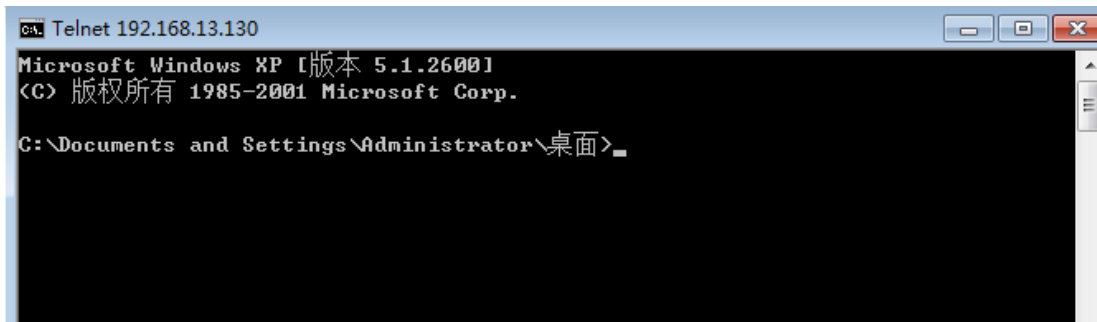 Telnet 192.168.13.130
Microsoft Windows XP [版本 5.1.2600]
(C) 版权所有 1985-2001 Microsoft Corp.
C:\Documents and Settings\Administrator\桌面>_